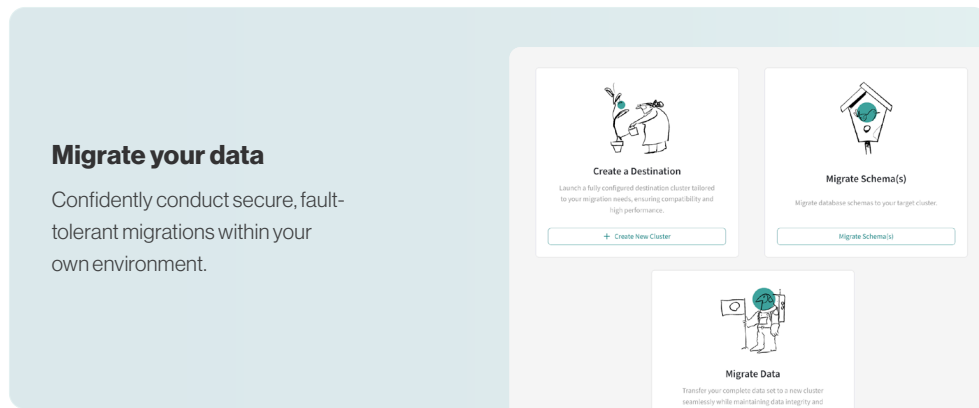 Migrate your data
Confidently conduct secure, fault-
tolerant migrations within your
own environment.
Create a Destination
Launch a fully configured destination cluster tailored
to your migration needs, ensuring compatibility and
high performance.
+ Create New Cluster
Migrate Schema(s)
Migrate database schemas to your target cluster.
Migrate Schema(s)
Migrate Data
Transfer your complete data set to a new cluster
seamlessly while maintaining data integrity and